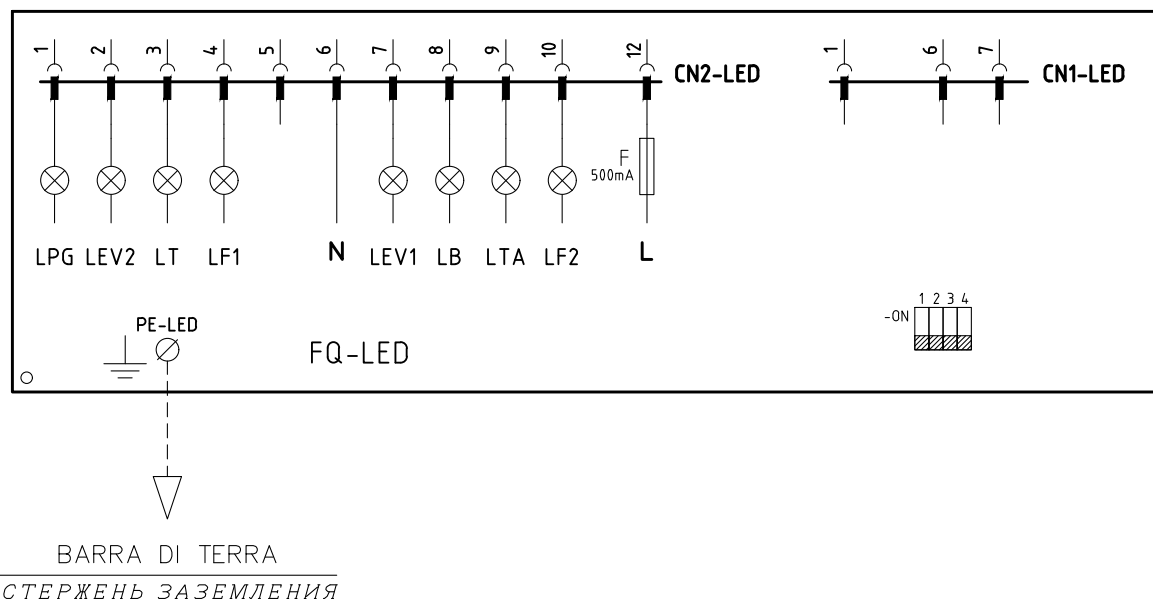 1 2 3 4 5 6 7 8 9 10 12 CN2-LED
1 6 7 CN1-LED
F
500mA
LPG LEV2 LT LF1 N LEV1 LB LTA LF2 L
1 2 3 4
-ON
PE-LED
FQ-LED
BARRA DI TERRA
СТЕРЖЕНЬ ЗАЗЕМЛЕНИЯ